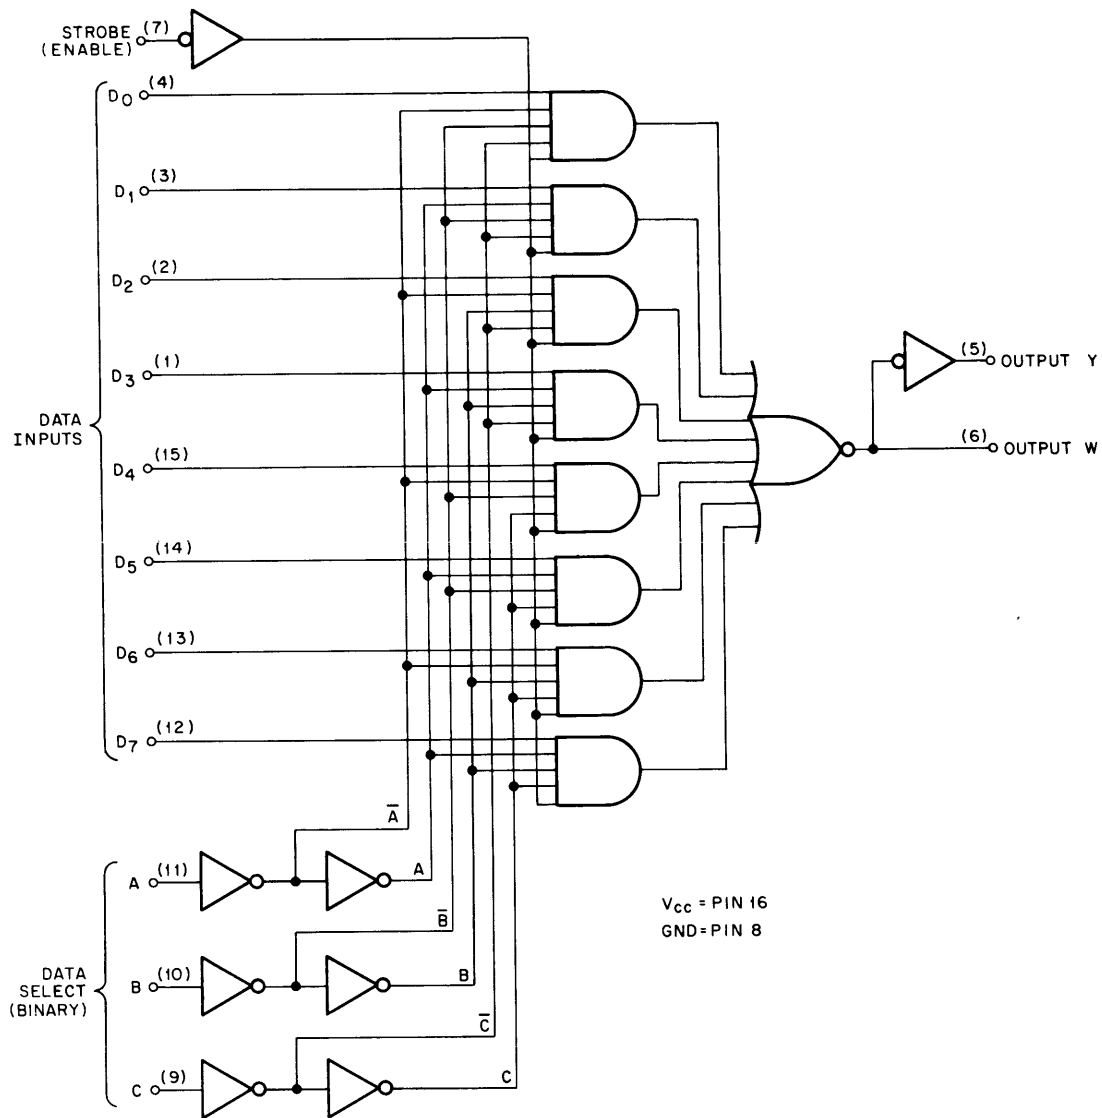 STROBE (7)
(ENABLE)
D0 (4)
D1 (3)
D2 (2)
D3 (1)
DATA
INPUTS
D4 (15)
D5 (14)
D6 (13)
D7 (12)
(5) OUTPUT Y
(6) OUTPUT W
A̅
A (11)
A
B̅
DATA
SELECT
(BINARY)
B (10)
B
C̅
C (9)
C
VCC = PIN 16
GND = PIN 8